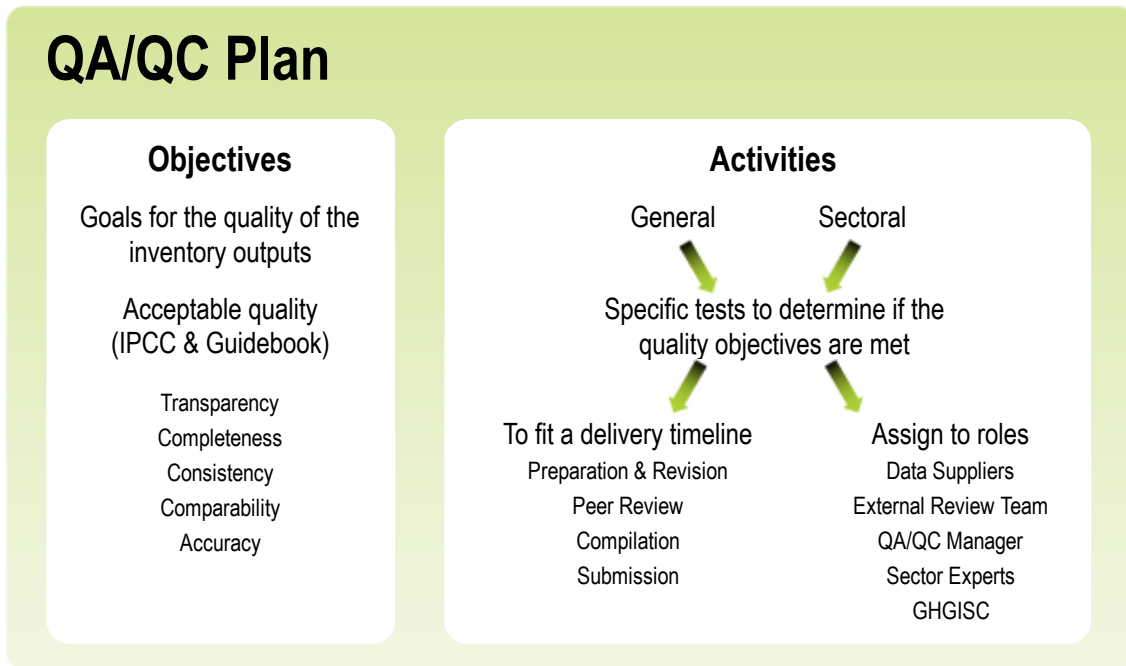 QA/QC Plan
Objectives
Goals for the quality of the
inventory outputs
Acceptable quality
(IPCC & Guidebook)
Transparency
Completeness
Consistency
Comparability
Accuracy
Activities
General
Sectoral
Specific tests to determine if the
quality objectives are met
To fit a delivery timeline
Preparation & Revision
Peer Review
Compilation
Submission
Assign to roles
Data Suppliers
External Review Team
QA/QC Manager
Sector Experts
GHGISC